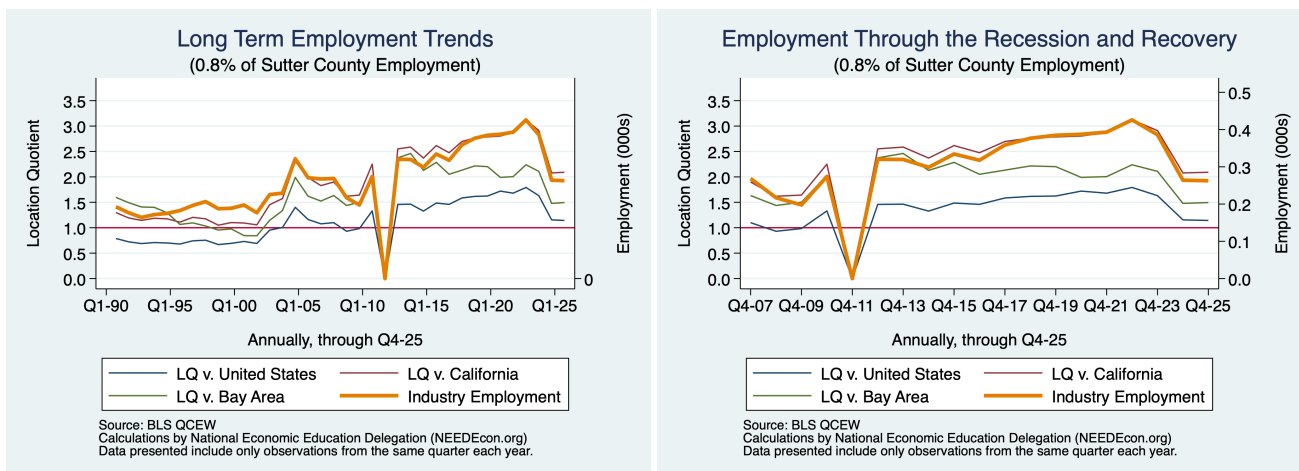 Long Term Employment Trends
(0.8% of Sutter County Employment)
Location Quotient
3.5
3.0
2.5
2.0
1.5
1.0
0.5
0.0
Employment (000s)
0
Q1-90 Q1-95 Q1-00 Q1-05 Q1-10 Q1-15 Q1-20 Q1-25
Annually, through Q4-25
LQ v. United States LQ v. California
LQ v. Bay Area Industry Employment
Source: BLS QCEW
Calculations by National Economic Education Delegation (NEEDEcon.org)
Data presented include only observations from the same quarter each year.
Employment Through the Recession and Recovery
(0.8% of Sutter County Employment)
Location Quotient
3.5
3.0
2.5
2.0
1.5
1.0
0.5
0.0
Employment (000s)
0.5
0.4
0.3
0.2
0.1
0.0
Q4-07 Q4-09 Q4-11 Q4-13 Q4-15 Q4-17 Q4-19 Q4-21 Q4-23 Q4-25
Annually, through Q4-25
LQ v. United States LQ v. California
LQ v. Bay Area Industry Employment
Source: BLS QCEW
Calculations by National Economic Education Delegation (NEEDEcon.org)
Data presented include only observations from the same quarter each year.